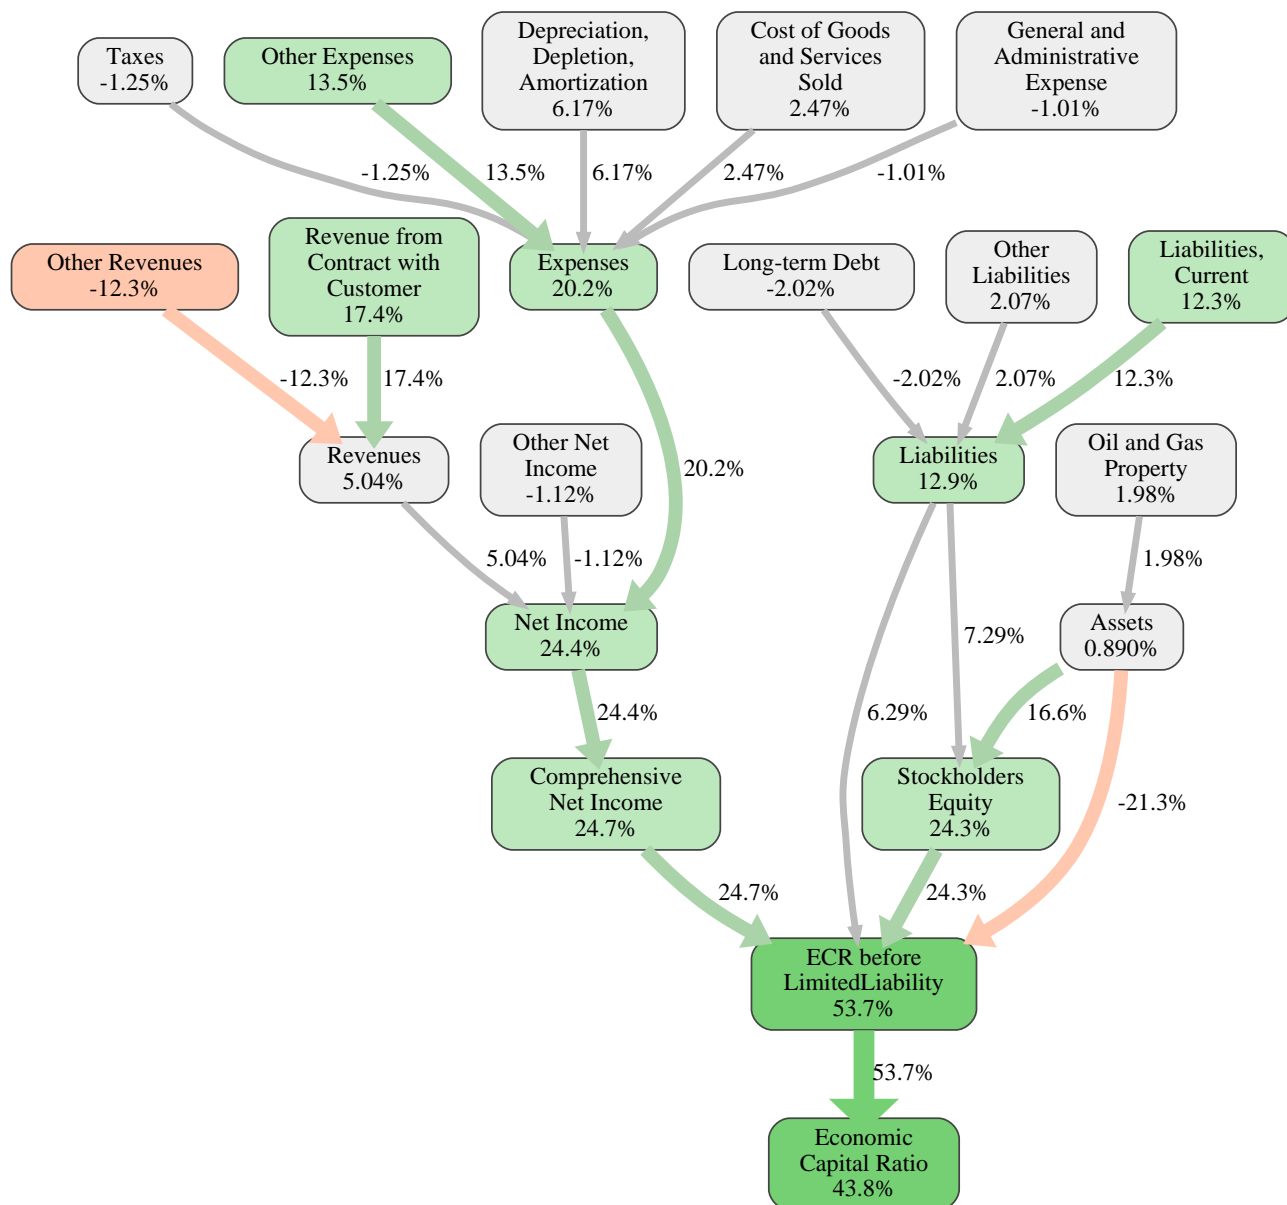 Taxes
-1.25%
Other Expenses
13.5%
Depreciation,
Depletion,
Amortization
6.17%
Cost of Goods
and Services
Sold
2.47%
General and
Administrative
Expense
-1.01%
-1.25%
13.5%
6.17%
2.47%
-1.01%
Other Revenues
-12.3%
Revenue from
Contract with
Customer
17.4%
Expenses
20.2%
Long-term Debt
-2.02%
Other
Liabilities
2.07%
Liabilities,
Current
12.3%
-12.3%
17.4%
-2.02%
2.07%
12.3%
Revenues
5.04%
Other Net
Income
-1.12%
20.2%
Liabilities
12.9%
Oil and Gas
Property
1.98%
5.04%
-1.12%
1.98%
Net Income
24.4%
7.29%
Assets
0.890%
24.4%
6.29%
16.6%
Comprehensive
Net Income
24.7%
Stockholders
Equity
24.3%
-21.3%
24.7%
24.3%
ECR before
LimitedLiability
53.7%
53.7%
Economic
Capital Ratio
43.8%